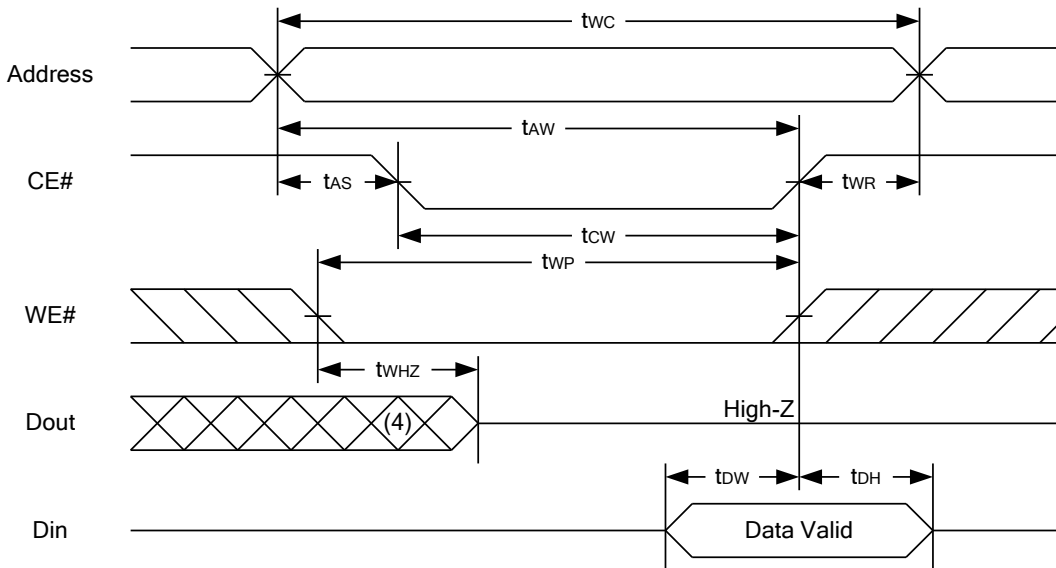 tWC
Address
tAW
CE#
tAS
tWR
tCW
tWP
WE#
tWHZ
Dout
(4)
High-Z
tDW
tDH
Din
Data Valid